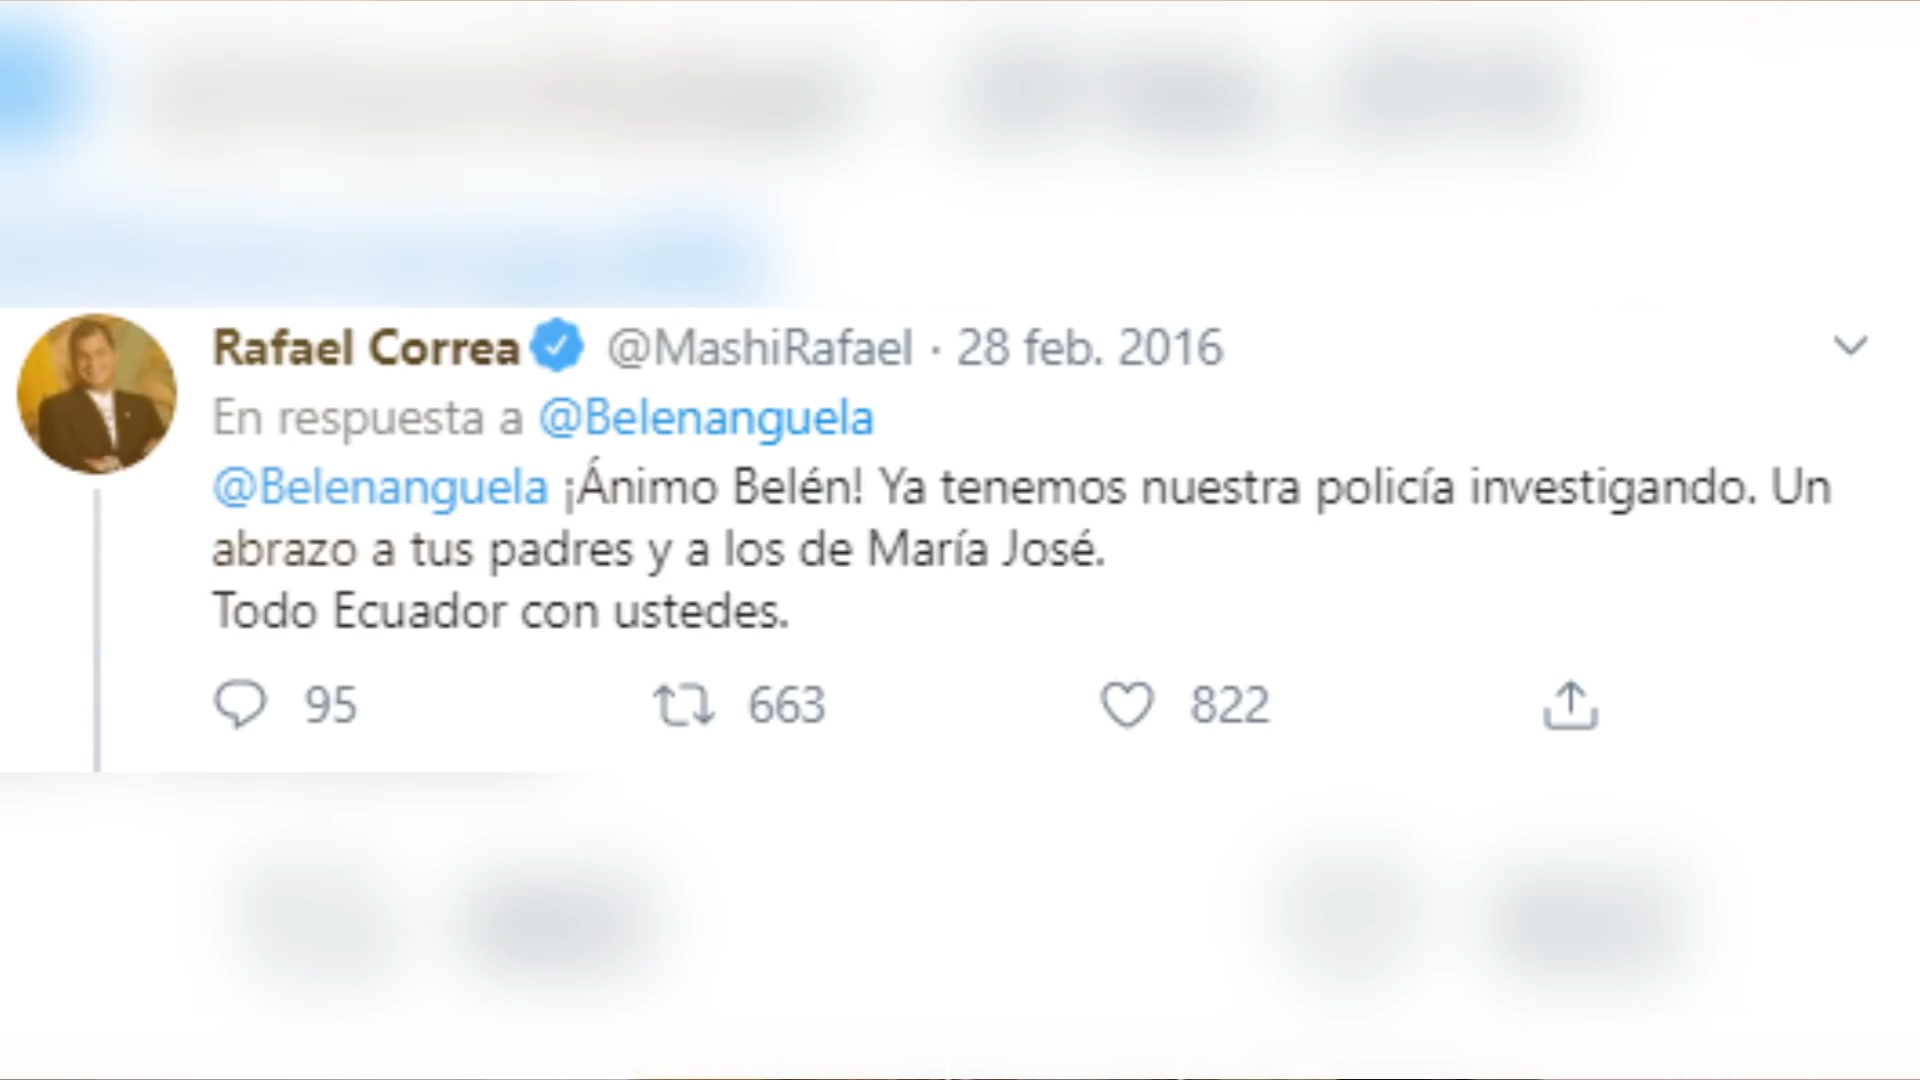 Rafael Correa @MashiRafael · 28 feb. 2016
En respuesta a @Belenanguela
@Belenanguela ¡Ánimo Belén! Ya tenemos nuestra policía investigando. Un
abrazo a tus padres y a los de María José.
Todo Ecuador con ustedes.
95 663 822